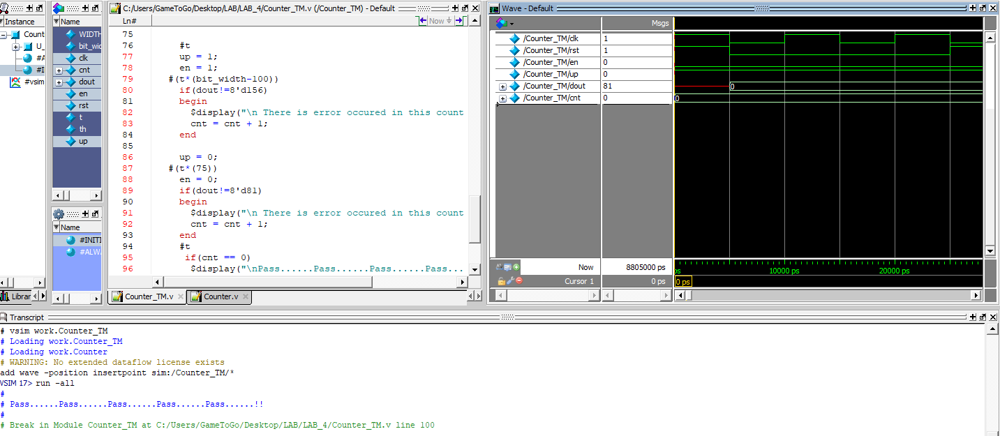 Instance
Count
U_
#A
#I
#vsim
Librar
Name
WIDTH
bit_wid
clk
cnt
dout
en
rst
t
th
up
Name
#INITI
#ALWA
C:/Users/GameToGo/Desktop/LAB/LAB_4/Counter_TM.v (/Counter_TM) - Default
Ln# Now
75
76 #t
77 up = 1;
78 en = 1;
79 #(t*(bit_width-100))
80 if(dout!=8'd156)
81 begin
82 $display("\n There is error occured in this count
83 cnt = cnt + 1;
84 end
85
86 up = 0;
87 #(t*(75))
88 en = 0;
89 if(dout!=8'd81)
90 begin
91 $display("\n There is error occured in this count
92 cnt = cnt + 1;
93 end
94 #t
95 if(cnt == 0)
96 $display("\nPass......Pass......Pass......Pass...
Counter_TM.v Counter.v
Wave - Default
Msgs
/Counter_TM/clk 1
/Counter_TM/rst 1
/Counter_TM/en 0
/Counter_TM/up 0
/Counter_TM/dout 81 0
/Counter_TM/cnt 0 0
Now 8805000 ps ps 10000 ps 20000 ps
Cursor 1 0 ps 0 ps
Transcript
# vsim work.Counter_TM
# Loading work.Counter_TM
# Loading work.Counter
# WARNING: No extended dataflow license exists
add wave -position insertpoint sim:/Counter_TM/*
VSIM 17> run -all
#
# Pass......Pass......Pass......Pass......Pass......!!
#
# Break in Module Counter_TM at C:/Users/GameToGo/Desktop/LAB/LAB_4/Counter_TM.v line 100